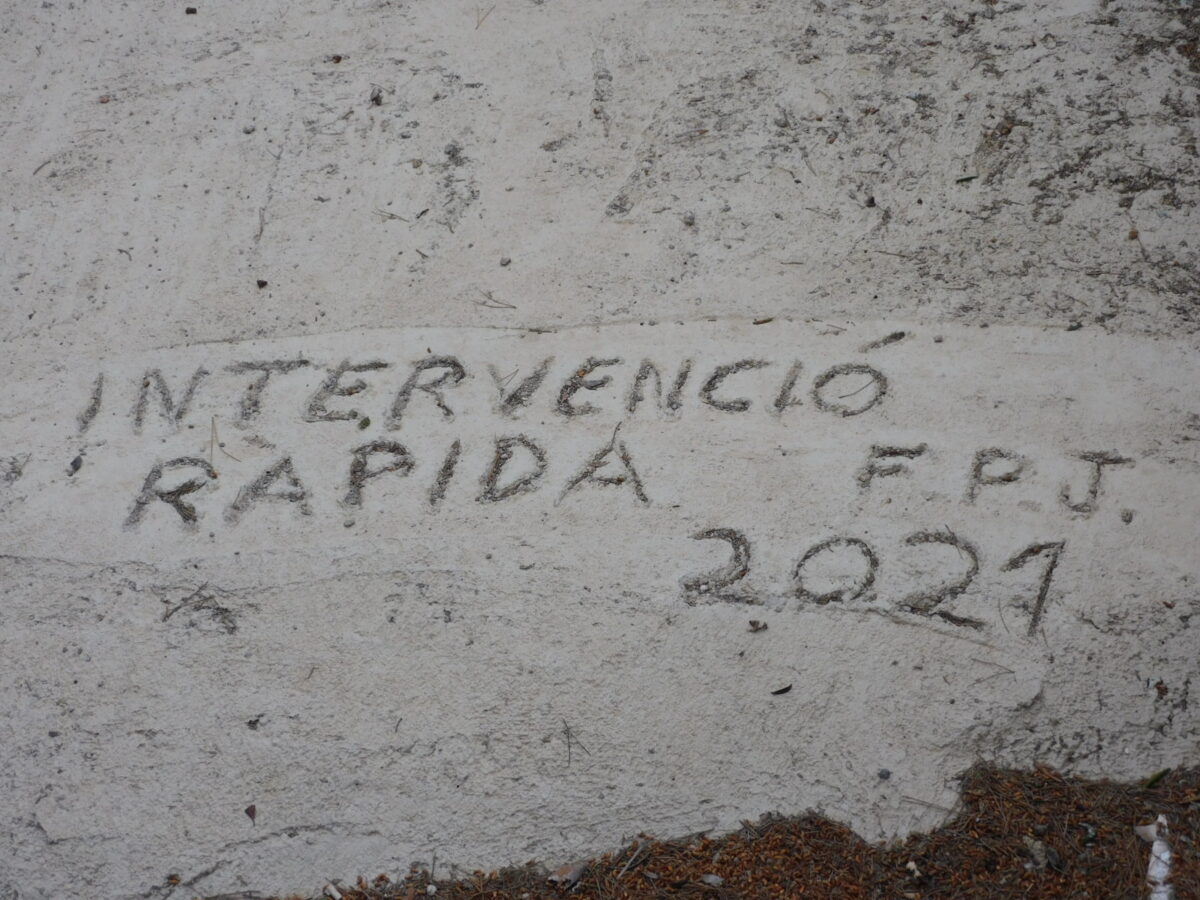 INTERVENCIÓ
RAPIDA F.P.J.
2021